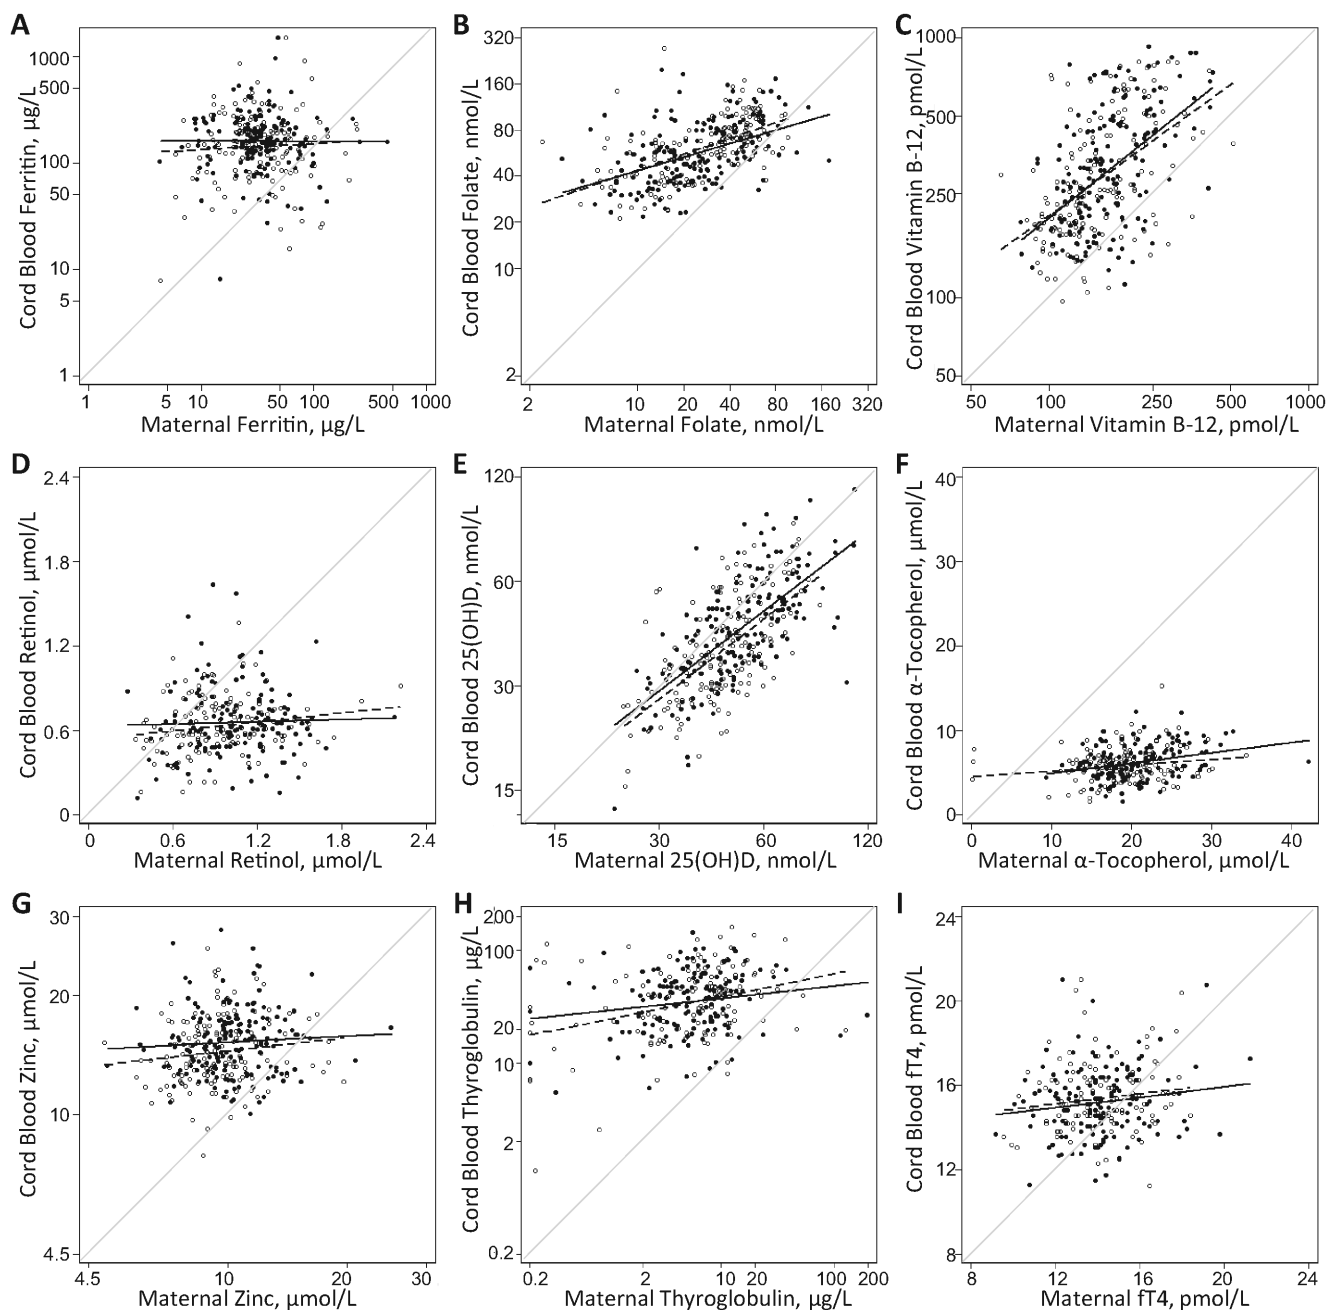 A
Cord Blood Ferritin, µg/L
1000
500
100
50
10
5
1
1 5 10 50 100 500 1000
Maternal Ferritin, µg/L
B
Cord Blood Folate, nmol/L
320
160
80
40
20
10
2
2 10 20 40 80 160 320
Maternal Folate, nmol/L
C
Cord Blood Vitamin B-12, pmol/L
1000
500
250
100
50
50 100 250 500 1000
Maternal Vitamin B-12, pmol/L
D
Cord Blood Retinol, µmol/L
2.4
1.8
1.2
0.6
0
0 0.6 1.2 1.8 2.4
Maternal Retinol, µmol/L
E
Cord Blood 25(OH)D, nmol/L
120
60
30
15
15 30 60 120
Maternal 25(OH)D, nmol/L
F
Cord Blood α-Tocopherol, µmol/L
40
30
20
10
0
0 10 20 30 40
Maternal α-Tocopherol, µmol/L
G
Cord Blood Zinc, µmol/L
30
20
10
4.5
4.5 10 20 30
Maternal Zinc, µmol/L
H
Cord Blood Thyroglobulin, µg/L
200
100
20
10
2
0.2
0.2 2 10 20 100 200
Maternal Thyroglobulin, µg/L
I
Cord Blood fT4, pmol/L
24
20
16
12
8
8 12 16 20 24
Maternal fT4, pmol/L